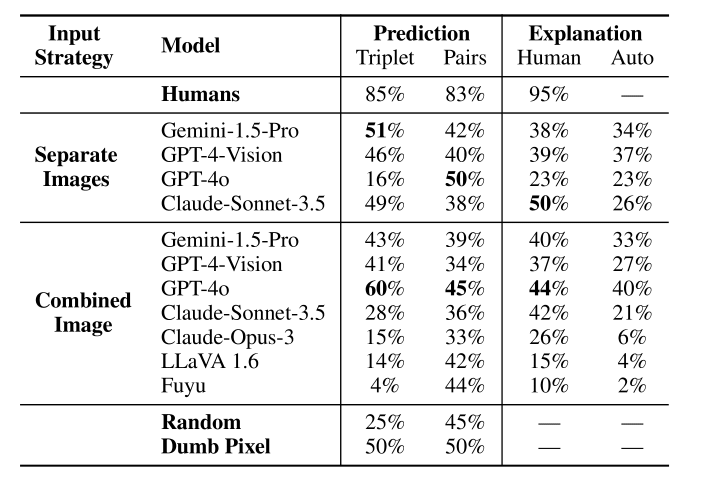 Input Strategy Model Prediction Explanation
Triplet Pairs Human Auto
Humans 85% 83% 95% —
Separate Images
Gemini-1.5-Pro 51% 42% 38% 34%
GPT-4-Vision 46% 40% 39% 37%
GPT-4o 16% 50% 23% 23%
Claude-Sonnet-3.5 49% 38% 50% 26%
Combined Image
Gemini-1.5-Pro 43% 39% 40% 33%
GPT-4-Vision 41% 34% 37% 27%
GPT-4o 60% 45% 44% 40%
Claude-Sonnet-3.5 28% 36% 42% 21%
Claude-Opus-3 15% 33% 26% 6%
LLaVA 1.6 14% 42% 15% 4%
Fuyu 4% 44% 10% 2%
Random 25% 45% — —
Dumb Pixel 50% 50% — —